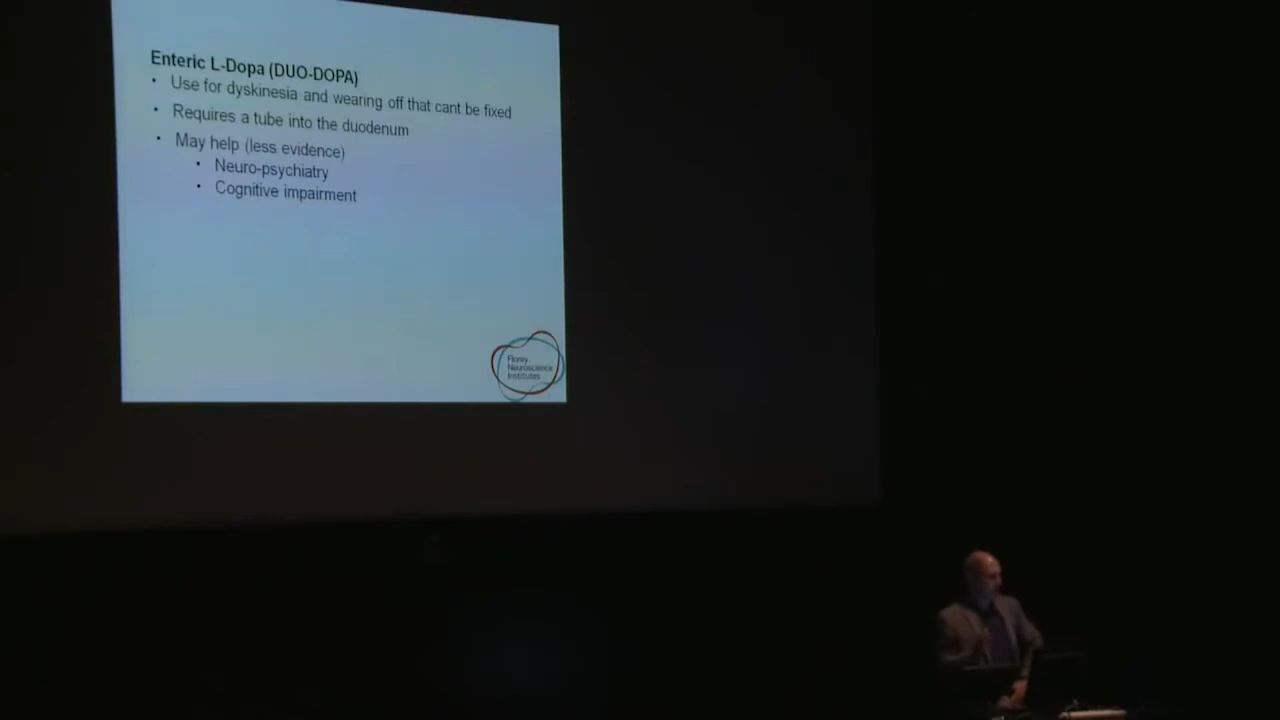 Enteric L-Dopa (DUO-DOPA)
• Use for dyskinesia and wearing off that cant be fixed
• Requires a tube into the duodenum
• May help (less evidence)
• Neuro-psychiatry
• Cognitive impairment
Florey
Neuroscience
Institutes